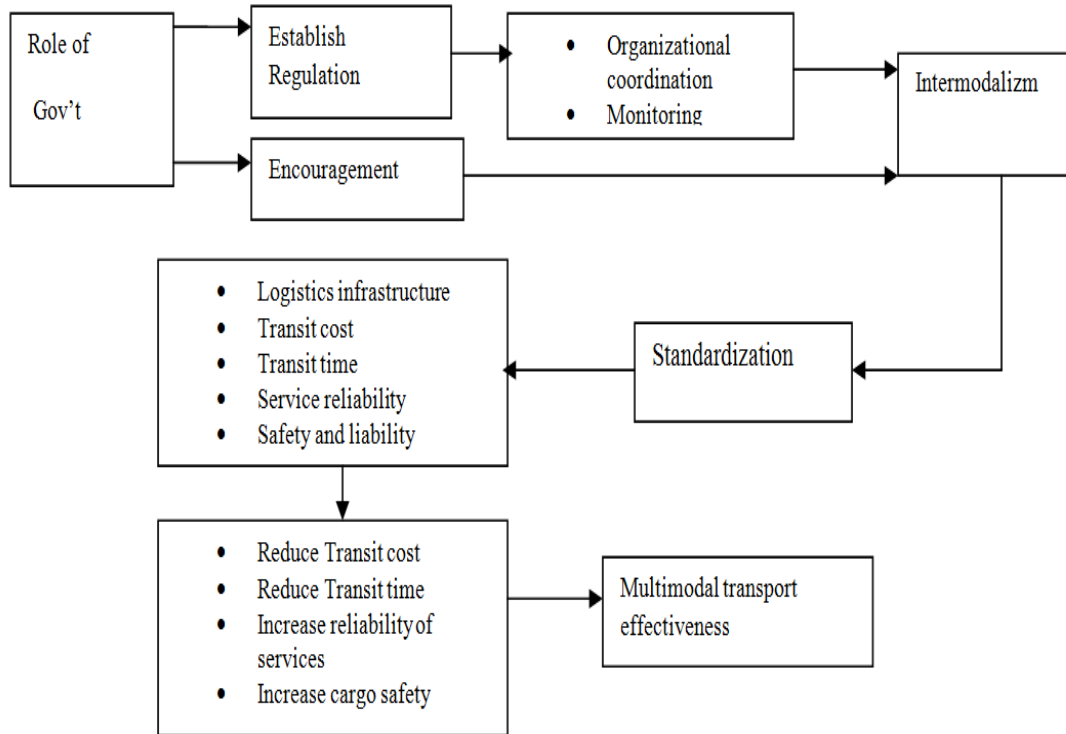 Role of
Gov’t
Establish
Regulation
• Organizational
coordination
• Monitoring
Intermodalizm
Encouragement
• Logistics infrastructure
• Transit cost
• Transit time
• Service reliability
• Safety and liability
Standardization
• Reduce Transit cost
• Reduce Transit time
• Increase reliability of
services
• Increase cargo safety
Multimodal transport
effectiveness